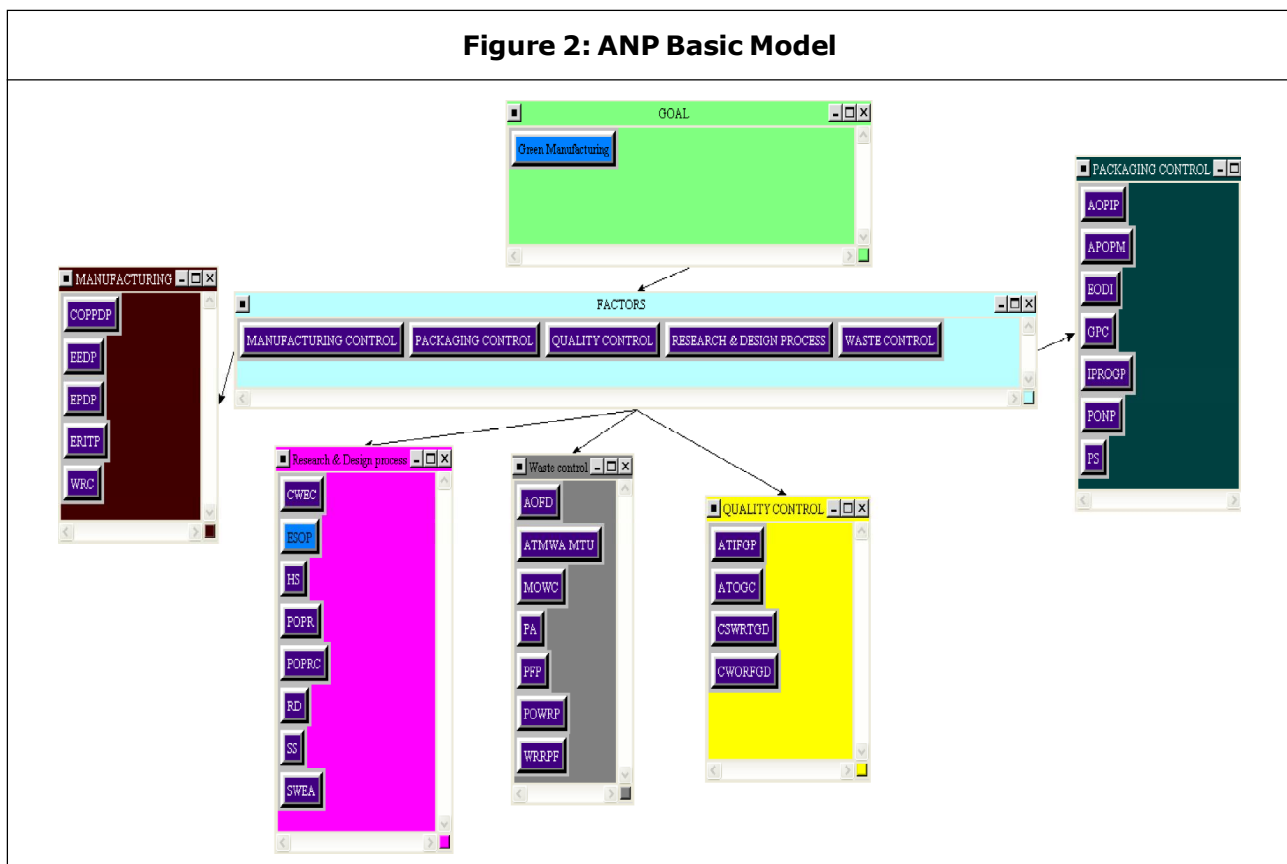 Figure 2: ANP Basic Model
GOAL
Green Manufacturing
PACKAGING CONTROL
AOPIP
APOPM
EODI
GPC
IPROGP
PONP
PS
MANUFACTURING
COPPDP
EEDP
EPDP
ERITP
WRC
FACTORS
MANUFACTURING CONTROL PACKAGING CONTROL QUALITY CONTROL RESEARCH & DESIGN PROCESS WASTE CONTROL
Research & Design process
CWEC
ESOP
HS
POPR
POPRC
RD
SS
SWEA
Waste control
AOFD
ATMWA MTU
MOWC
PA
PFP
POWRP
WRRPF
QUALITY CONTROL
ATIFGP
ATOGC
CSWRTGD
CWORFGD